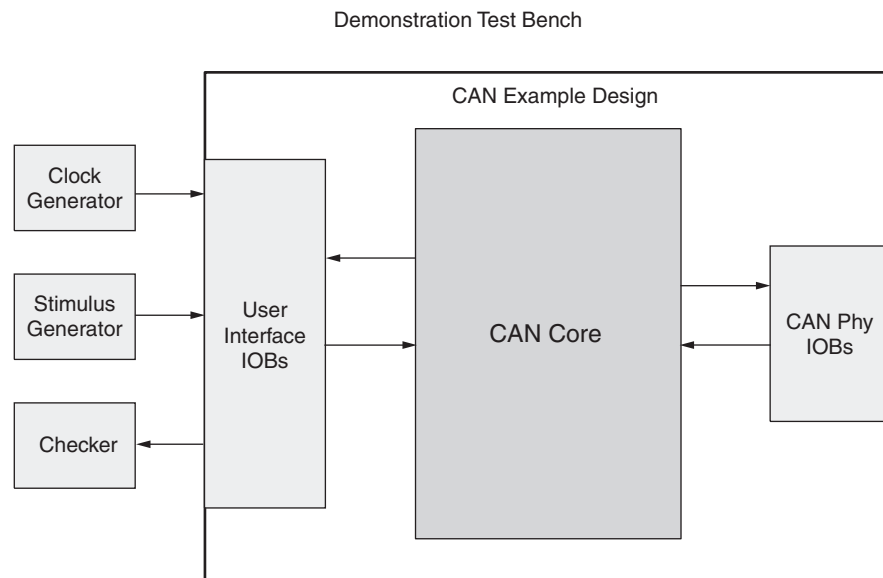 Demonstration Test Bench
CAN Example Design
Clock
Generator
Stimulus
Generator
Checker
User
Interface
IOBs
CAN Core
CAN Phy
IOBs